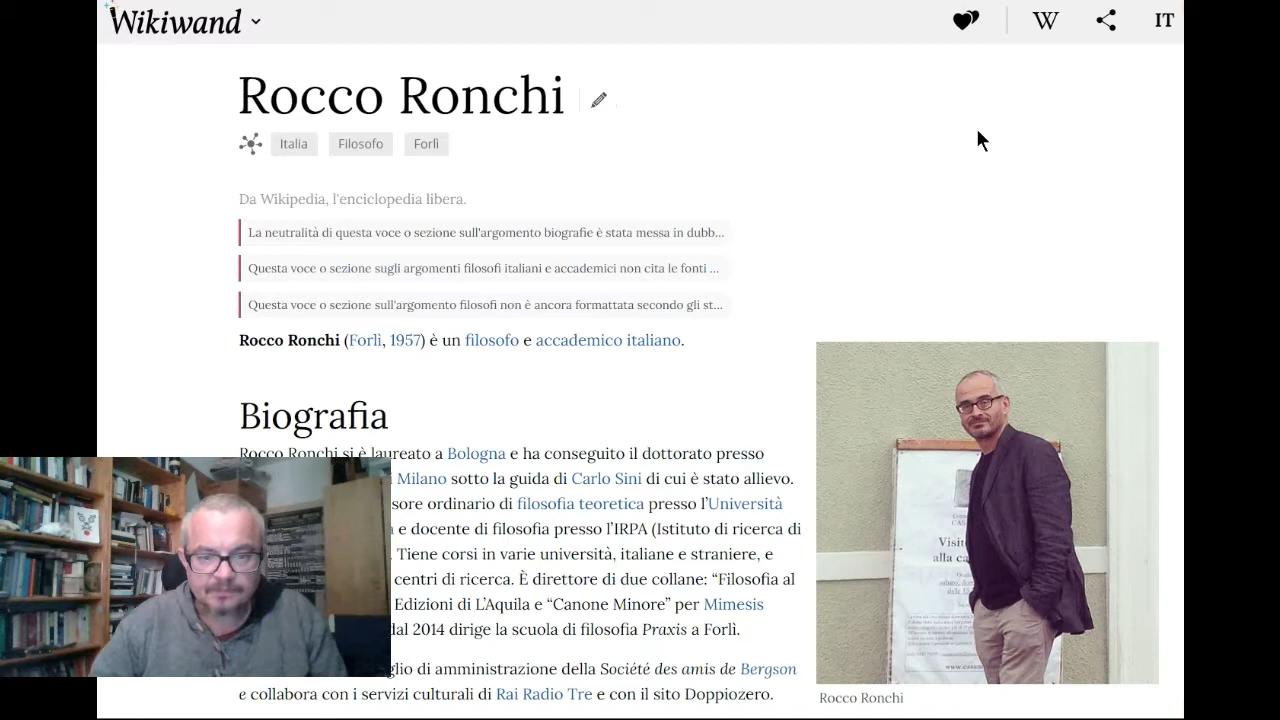 Wikiwand
W
IT
Rocco Ronchi
Italia
Filosofo
Forlì
Da Wikipedia, l'enciclopedia libera.
La neutralità di questa voce o sezione sull'argomento biografie è stata messa in dubb...
Questa voce o sezione sugli argomenti filosofi italiani e accademici non cita le fonti ...
Questa voce o sezione sull'argomento filosofi non è ancora formattata secondo gli st...
Rocco Ronchi (Forlì, 1957) è un filosofo e accademico italiano.
Biografia
Rocco Ronchi si è laureato a Bologna e ha conseguito il dottorato presso
Milano sotto la guida di Carlo Sini di cui è stato allievo.
sore ordinario di filosofia teoretica presso l'Università
e docente di filosofia presso l'IRPA (Istituto di ricerca di
Tiene corsi in varie università, italiane e straniere, e
centri di ricerca. È direttore di due collane: “Filosofia al
Edizioni di L'Aquila e “Canone Minore” per Mimesis
dal 2014 dirige la scuola di filosofia Praxis a Forlì.
glio di amministrazione della Société des amis de Bergson
e collabora con i servizi culturali di Rai Radio Tre e con il sito Doppiozero.
Visit
alla ca
Rocco Ronchi